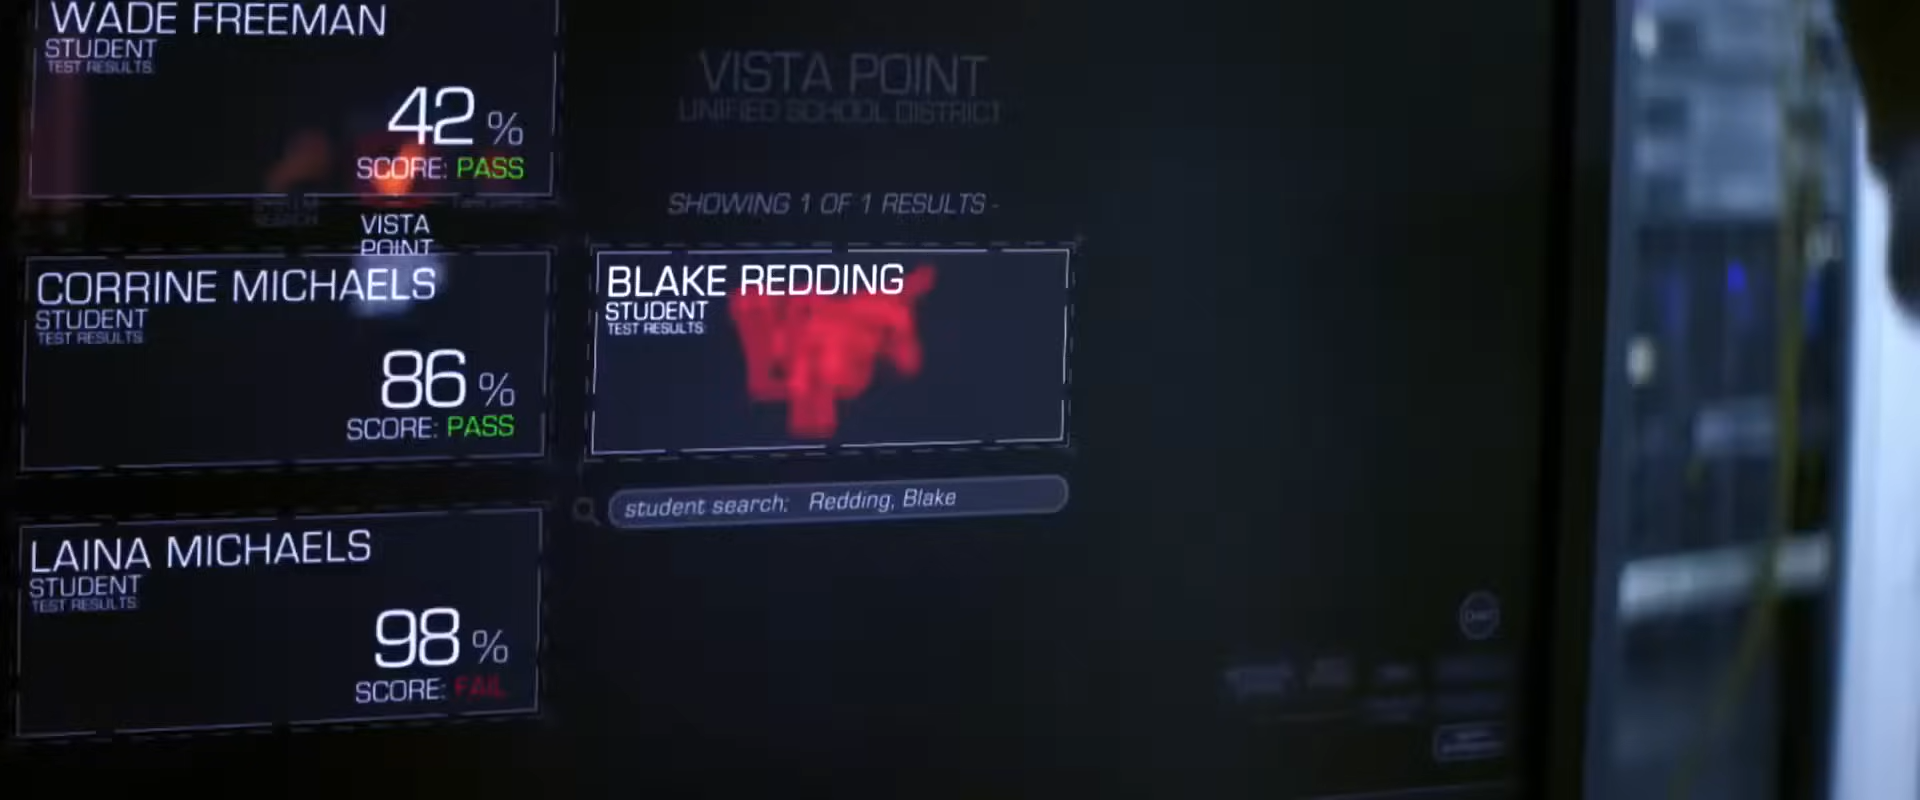 WADE FREEMAN
STUDENT
TEST RESULTS:
42 %
SCORE: PASS
VISTA
POINT
CORRINE MICHAELS
STUDENT
TEST RESULTS:
86 %
SCORE: PASS
LAINA MICHAELS
STUDENT
TEST RESULTS:
98 %
SCORE: FAIL
VISTA POINT
UNIFIED SCHOOL DISTRICT
SHOWING 1 OF 1 RESULTS -
BLAKE REDDING
STUDENT
TEST RESULTS:
student search: Redding, Blake